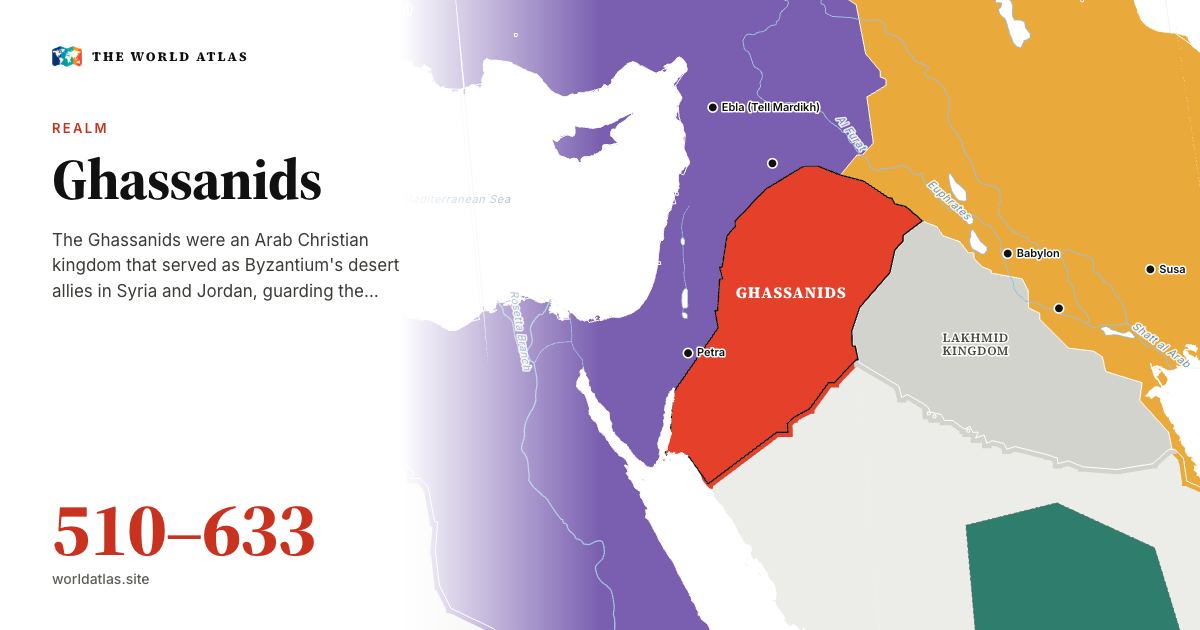 THE WORLD ATLAS
REALM
Ghassanids
The Ghassanids were an Arab Christian
kingdom that served as Byzantium's desert
allies in Syria and Jordan, guarding the...
510–633
worldatlas.site
Ebla (Tell Mardikh)
Al Furat
Mediterranean Sea
Euphrates
Babylon
Susa
GHASSANIDS
Rosetta Branch
Petra
LAKHMID
KINGDOM
Shatt al Arab